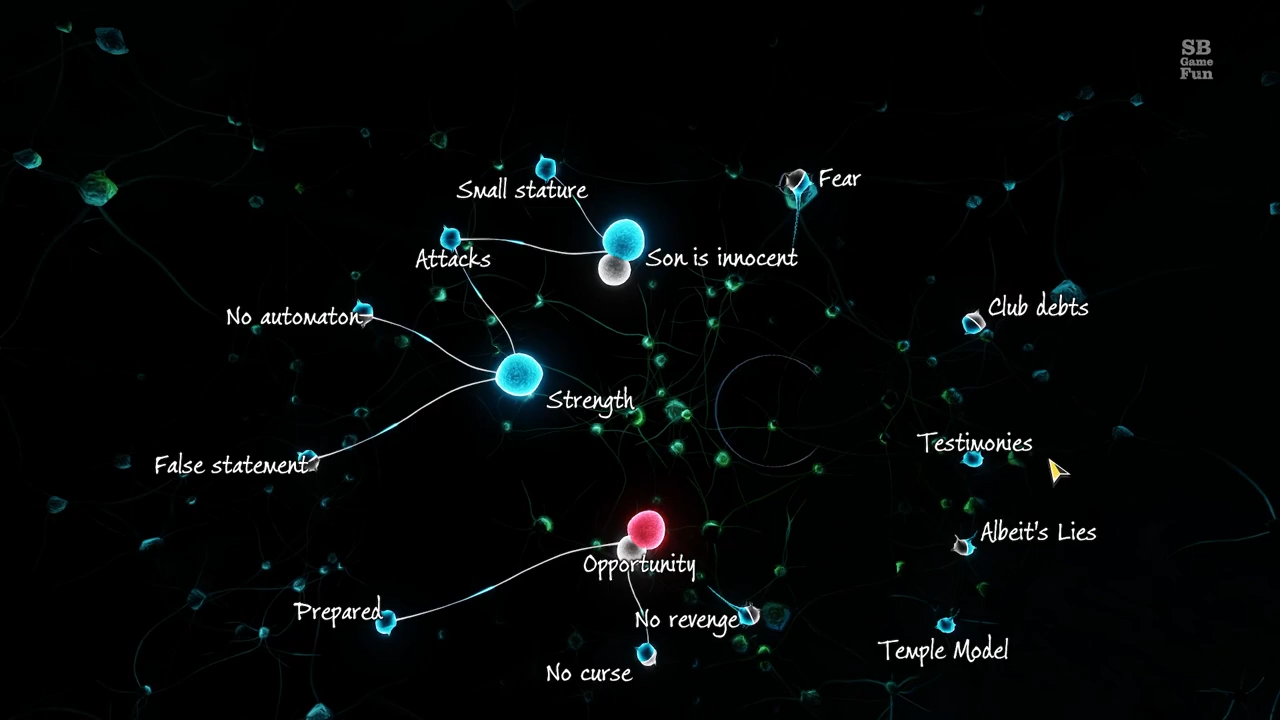 SB
Game
Fun
Small stature
Fear
Attacks
Son is innocent
No automaton
Club debts
Strength
Testimonies
False statement
Albeit's Lies
Opportunity
Prepared
No revenge
Temple Model
No curse